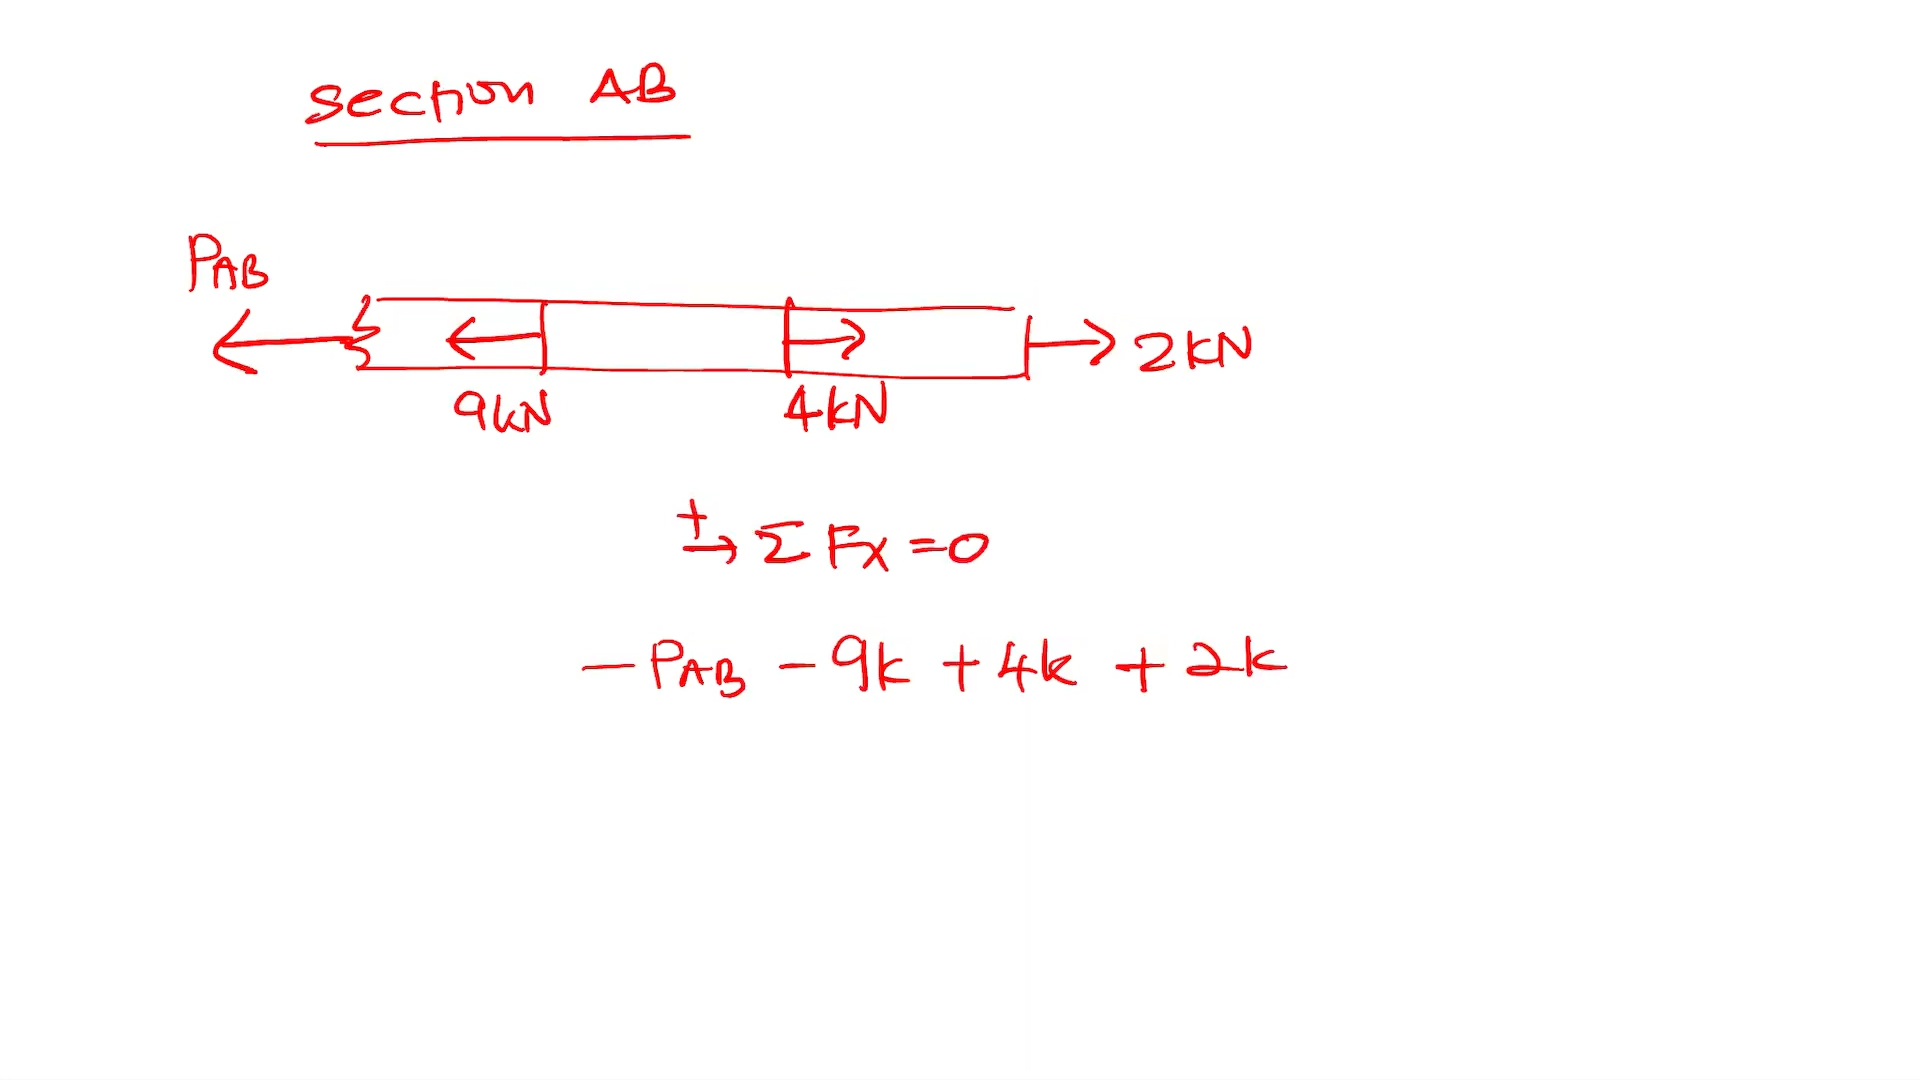 Section AB
PAB
2KN
9KN 4KN
+→ ΣFx=0
- PAB - 9k + 4k + 2k